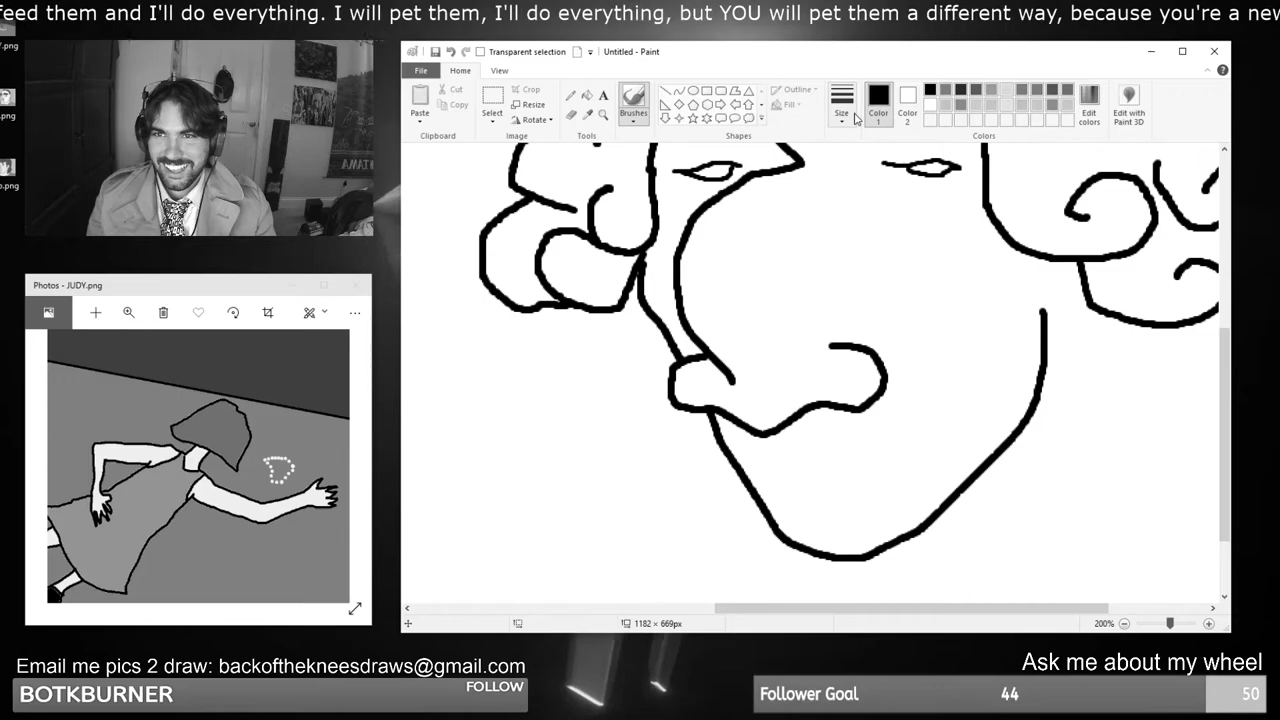 feed them and I'll do everything. I will pet them, I'll do everything, but YOU will pet them a different way, because you're a new
Transparent selection
Untitled - Paint
File
Home
View
Paste
Cut
Copy
Clipboard
Select
Crop
Resize
Rotate
Image
A
Tools
Brushes
Outline
Fill
Shapes
Size
Color
1
Color
2
Edit
colors
Colors
Edit with
Paint 3D
Photos - JUDY.png
1182 × 669px
200%
Email me pics 2 draw: backofthekneesdraws@gmail.com
Ask me about my wheel
BOTKBURNER
FOLLOW
Follower Goal
44
50